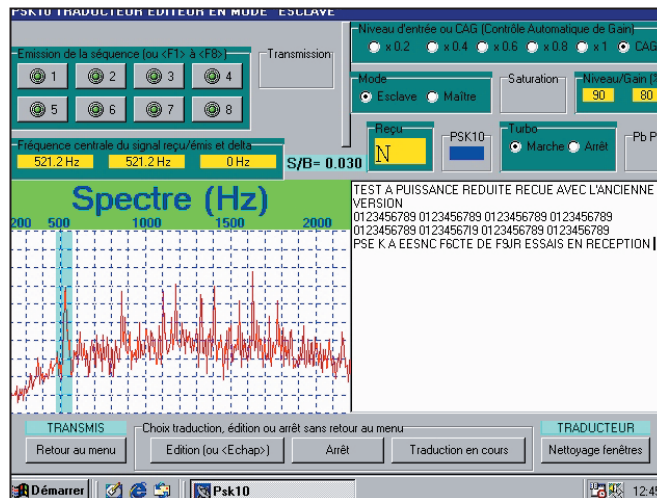 PSK10 TRADUCTEUR EDITEUR EN MODE ESCLAVE
Emission de la séquence (ou <F1> à <F8>)
1 2 3 4
5 6 7 8
Transmission
Niveau d'entrée ou CAG (Contrôle Automatique de Gain)
x 0.2 x 0.4 x 0.6 x 0.8 x 1 CAG
Mode
Esclave Maître
Saturation
Niveau/Gain (%
90 80
Fréquence centrale du signal reçu/émis et delta
521.2 Hz 521.2 Hz 0 Hz
S/B= 0.030
Reçu
N
PSK10
Turbo
Marche Arrêt
Pb P
Spectre (Hz)
200 500 1000 1500 2000
TEST A PUISSANCE REDUITE RECUE AVEC L'ANCIENNE
VERSION
0123456789 0123456789 0123456789 0123456789
0123456789 01234567I9 0123456789 0123456789
PSE K A EESNC F6CTE DE F9JR ESSAIS EN RECEPTION
TRANSMIS
Retour au menu
Choix traduction, édition ou arrêt sans retour au menu
Edition (ou <Echap>) Arrêt Traduction en cours
TRADUCTEUR
Nettoyage fenêtres
Démarrer Psk10 12:45